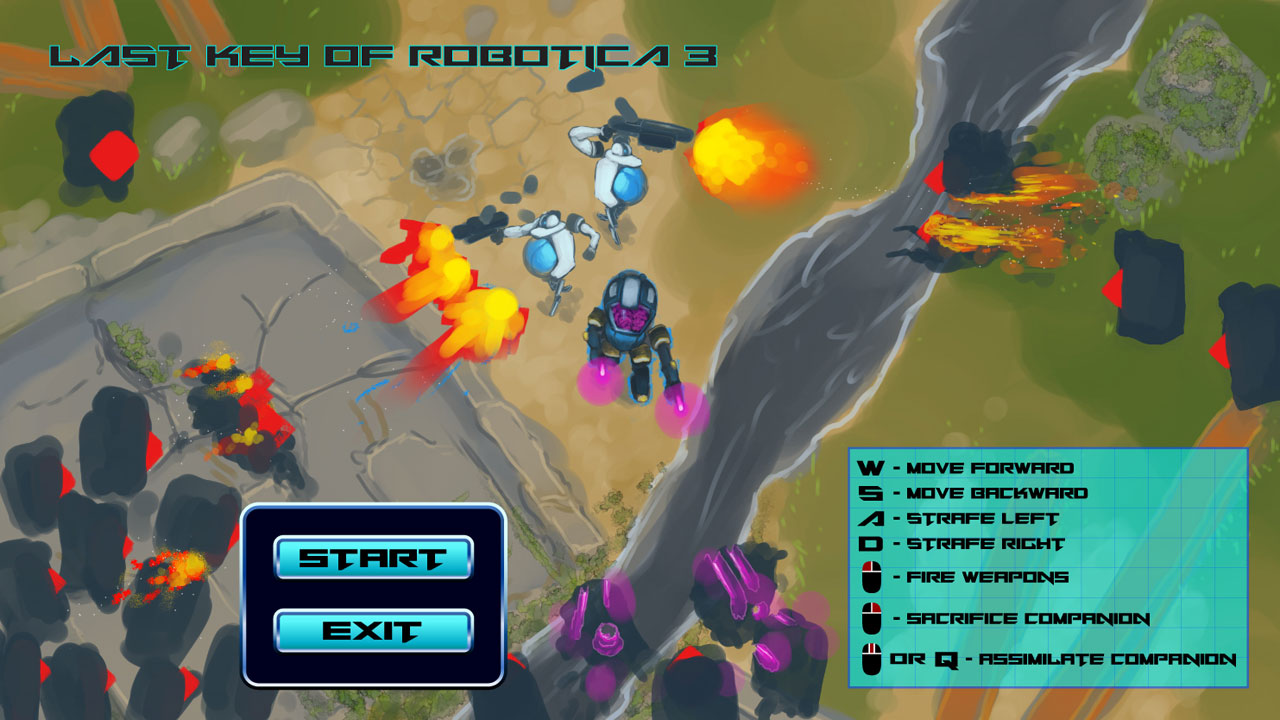 LAST KEY OF ROBOTICA 3
START
EXIT
W - MOVE FORWARD
S - MOVE BACKWARD
A - STRAFE LEFT
D - STRAFE RIGHT
- FIRE WEAPONS
- SACRIFICE COMPANION
OR Q - ASSIMILATE COMPANION